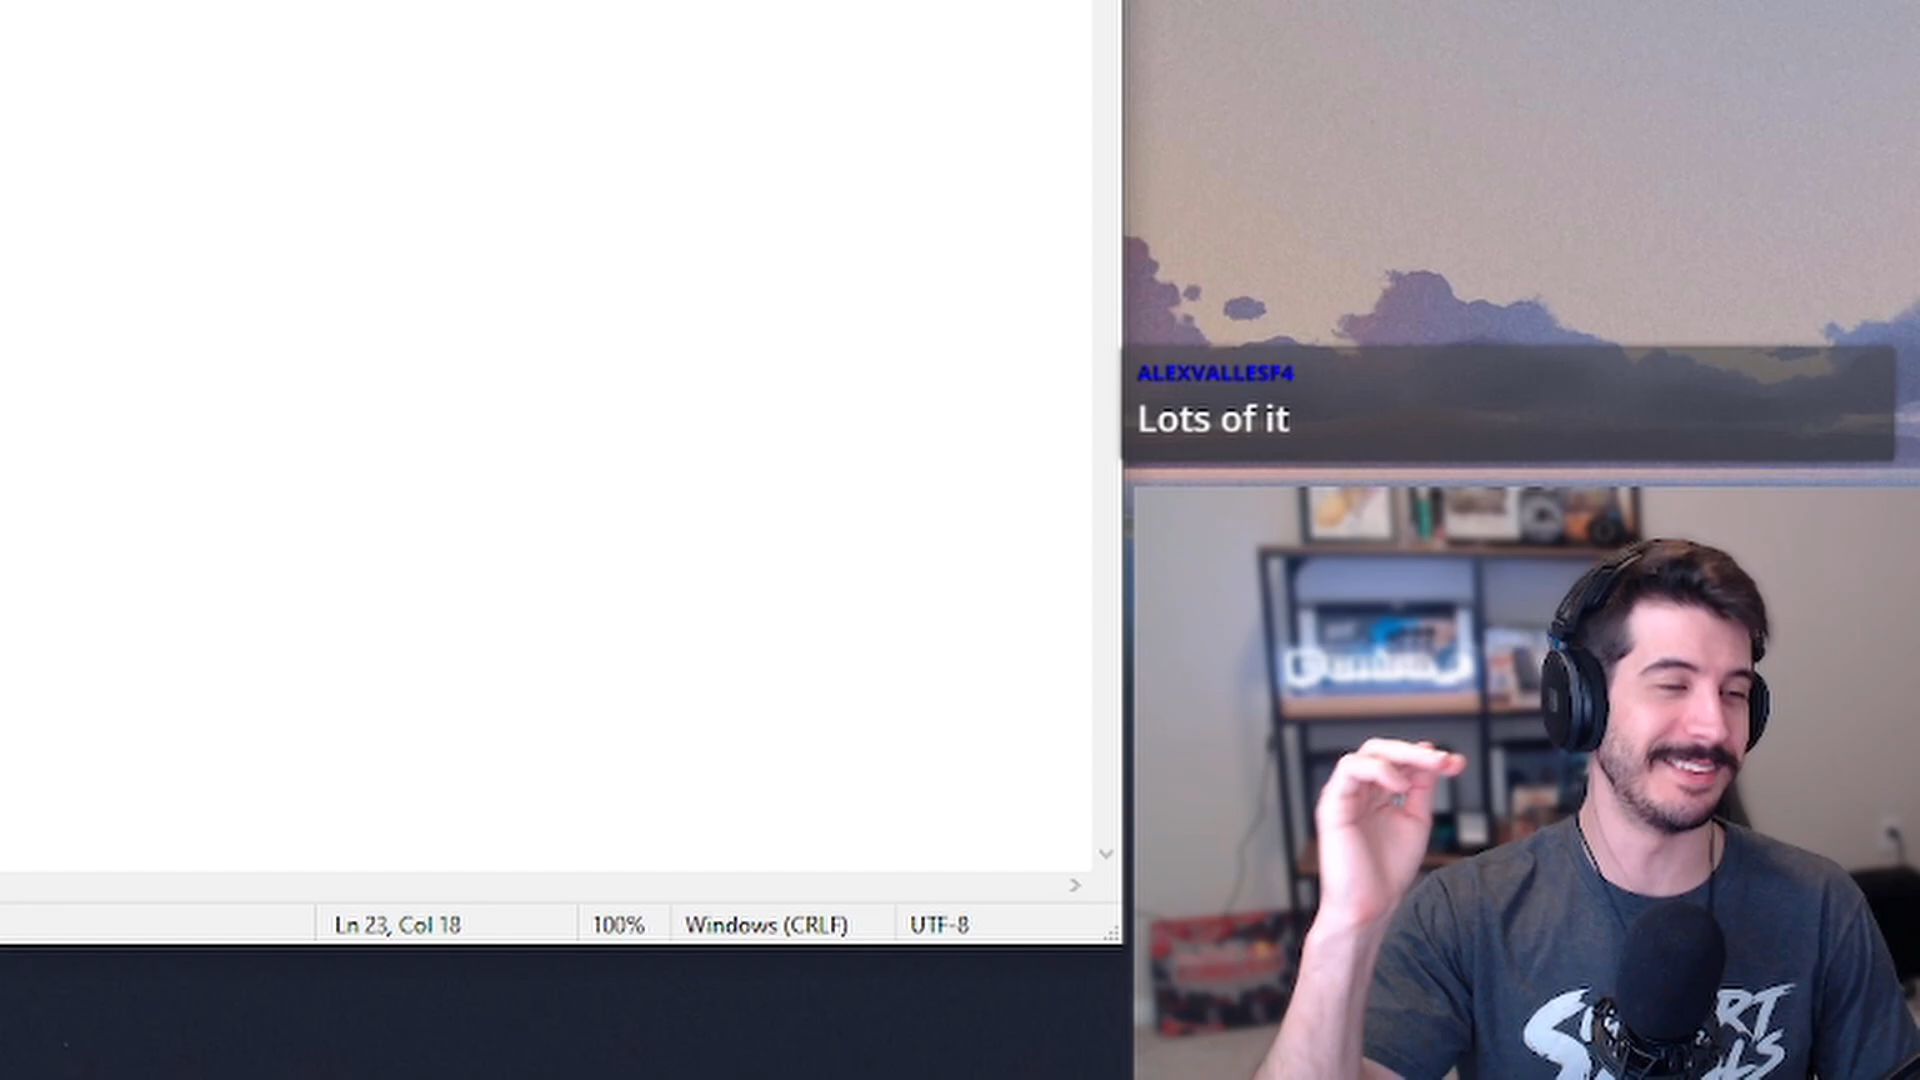 ALEXVALLESF4
Lots of it
Ln 23, Col 18
100%
Windows (CRLF)
UTF-8